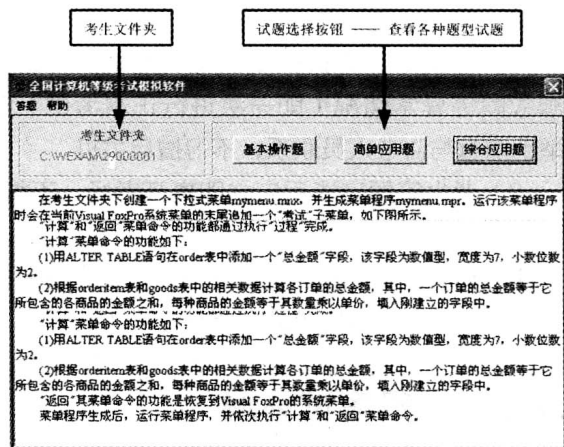 考生文件夹
试题选择按钮 —— 查看各种题型试题
全国计算机等级考试模拟软件
答题 帮助
考生文件夹
C:\WEXAM\29000001
基本操作题
简单应用题
综合应用题
在考生文件夹下创建一个下拉式菜单mymenu.mnx，并生成菜单程序mymenu.mpr。运行该菜单程序
时会在当前Visual FoxPro系统菜单的末尾追加一个"考试"子菜单，如下图所示。
"计算"和"返回"菜单命令的功能都通过执行"过程"完成。
"计算"菜单命令的功能如下：
(1)用ALTER TABLE语句在order表中添加一个"总金额"字段，该字段为数值型，宽度为7，小数位数
为2。
(2)根据orderitem表和goods表中的相关数据计算各订单的总金额，其中，一个订单的总金额等于它
所包含的各商品的金额之和，每种商品的金额等于其数量乘以单价，填入刚建立的字段中。
"计算"菜单命令的功能如下：
(1)用ALTER TABLE语句在order表中添加一个"总金额"字段，该字段为数值型，宽度为7，小数位数
为2。
(2)根据orderitem表和goods表中的相关数据计算各订单的总金额，其中，一个订单的总金额等于它
所包含的各商品的金额之和，每种商品的金额等于其数量乘以单价，填入刚建立的字段中。
"返回"其菜单命令的功能是恢复到Visual FoxPro的系统菜单。
菜单程序生成后，运行菜单程序，并依次执行"计算"和"返回"菜单命令。